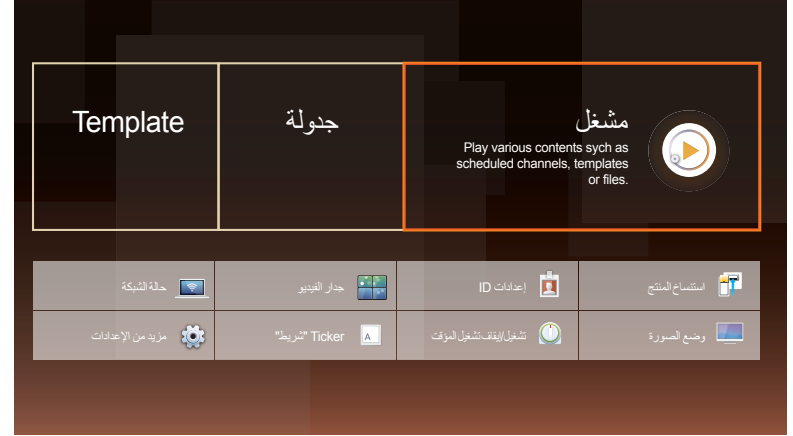 مشغل
Play various contents sych as
scheduled channels, templates
or files.
جدولة
Template
استنساخ المنتج
إعدادات ID
جدار الفيديو
حالة الشبكة
وضع الصورة
تشغيل/إيقاف تشغيل المؤقت
Ticker "شريط"
مزيد من الإعدادات